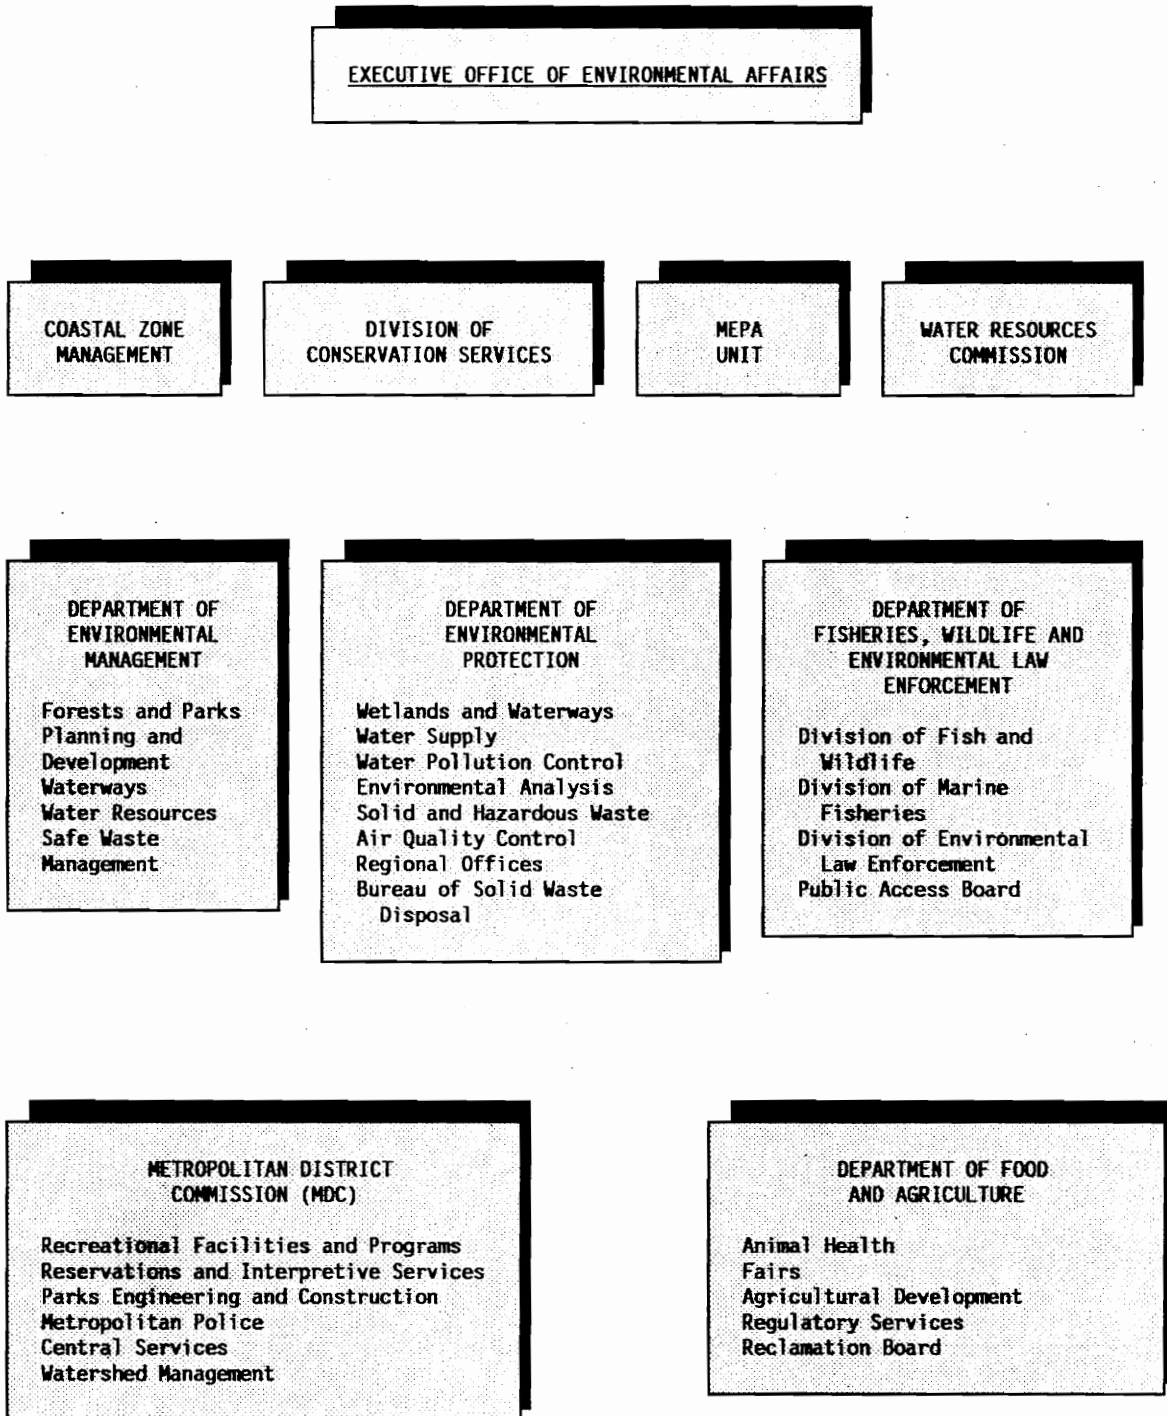 EXECUTIVE OFFICE OF ENVIRONMENTAL AFFAIRS
COASTAL ZONE
MANAGEMENT
DIVISION OF
CONSERVATION SERVICES
MEPA
UNIT
WATER RESOURCES
COMMISSION
DEPARTMENT OF
ENVIRONMENTAL
MANAGEMENT
Forests and Parks
Planning and
Development
Waterways
Water Resources
Safe Waste
Management
DEPARTMENT OF
ENVIRONMENTAL
PROTECTION
Wetlands and Waterways
Water Supply
Water Pollution Control
Environmental Analysis
Solid and Hazardous Waste
Air Quality Control
Regional Offices
Bureau of Solid Waste
Disposal
DEPARTMENT OF
FISHERIES, WILDLIFE AND
ENVIRONMENTAL LAW
ENFORCEMENT
Division of Fish and
Wildlife
Division of Marine
Fisheries
Division of Environmental
Law Enforcement
Public Access Board
METROPOLITAN DISTRICT
COMMISSION (MDC)
Recreational Facilities and Programs
Reservations and Interpretive Services
Parks Engineering and Construction
Metropolitan Police
Central Services
Watershed Management
DEPARTMENT OF FOOD
AND AGRICULTURE
Animal Health
Fairs
Agricultural Development
Regulatory Services
Reclamation Board